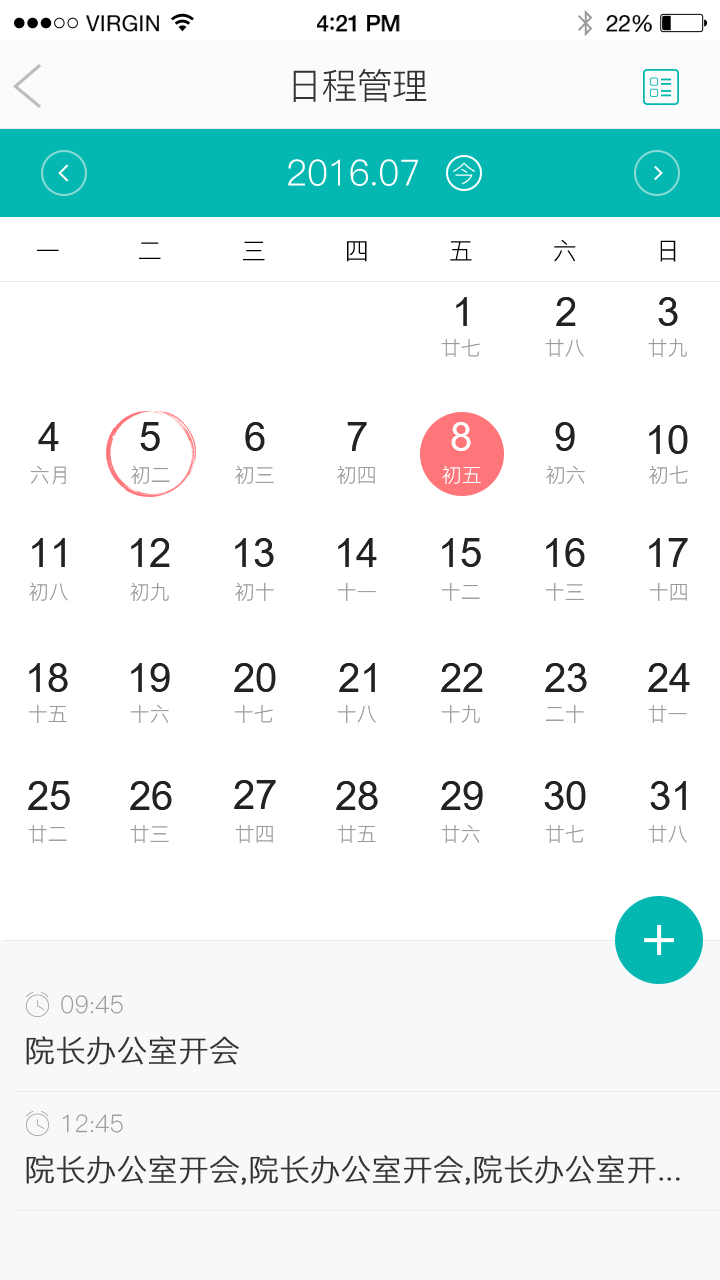 VIRGIN 4:21 PM 22%
日程管理
2016.07 今
一 二 三 四 五 六 日
1 2 3
廿七 廿八 廿九
4 5 6 7 8 9 10
六月 初二 初三 初四 初五 初六 初七
11 12 13 14 15 16 17
初八 初九 初十 十一 十二 十三 十四
18 19 20 21 22 23 24
十五 十六 十七 十八 十九 二十 廿一
25 26 27 28 29 30 31
廿二 廿三 廿四 廿五 廿六 廿七 廿八
+
09:45
院长办公室开会
12:45
院长办公室开会,院长办公室开会,院长办公室开...